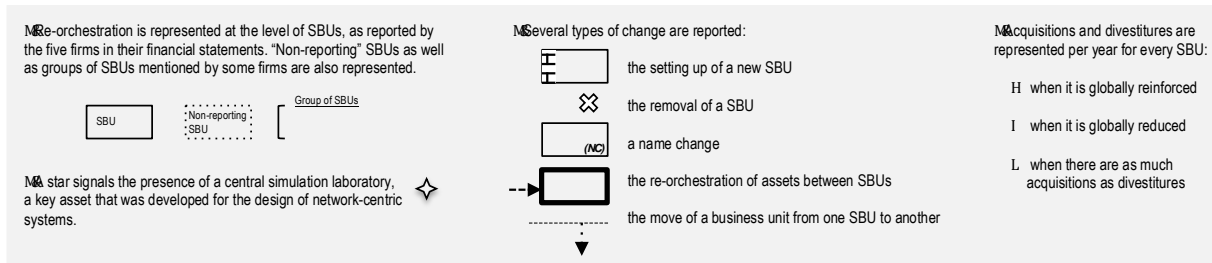 Re-orchestration is represented at the level of SBUs, as reported by
the five firms in their financial statements. “Non-reporting” SBUs as well
as groups of SBUs mentioned by some firms are also represented.
SBU
Non-reporting
SBU
Group of SBUs
A star signals the presence of a central simulation laboratory,
a key asset that was developed for the design of network-centric
systems.
Several types of change are reported:
the setting up of a new SBU
the removal of a SBU
(NC)
a name change
the re-orchestration of assets between SBUs
the move of a business unit from one SBU to another
Acquisitions and divestitures are
represented per year for every SBU:
H when it is globally reinforced
I when it is globally reduced
L when there are as much
acquisitions as divestitures